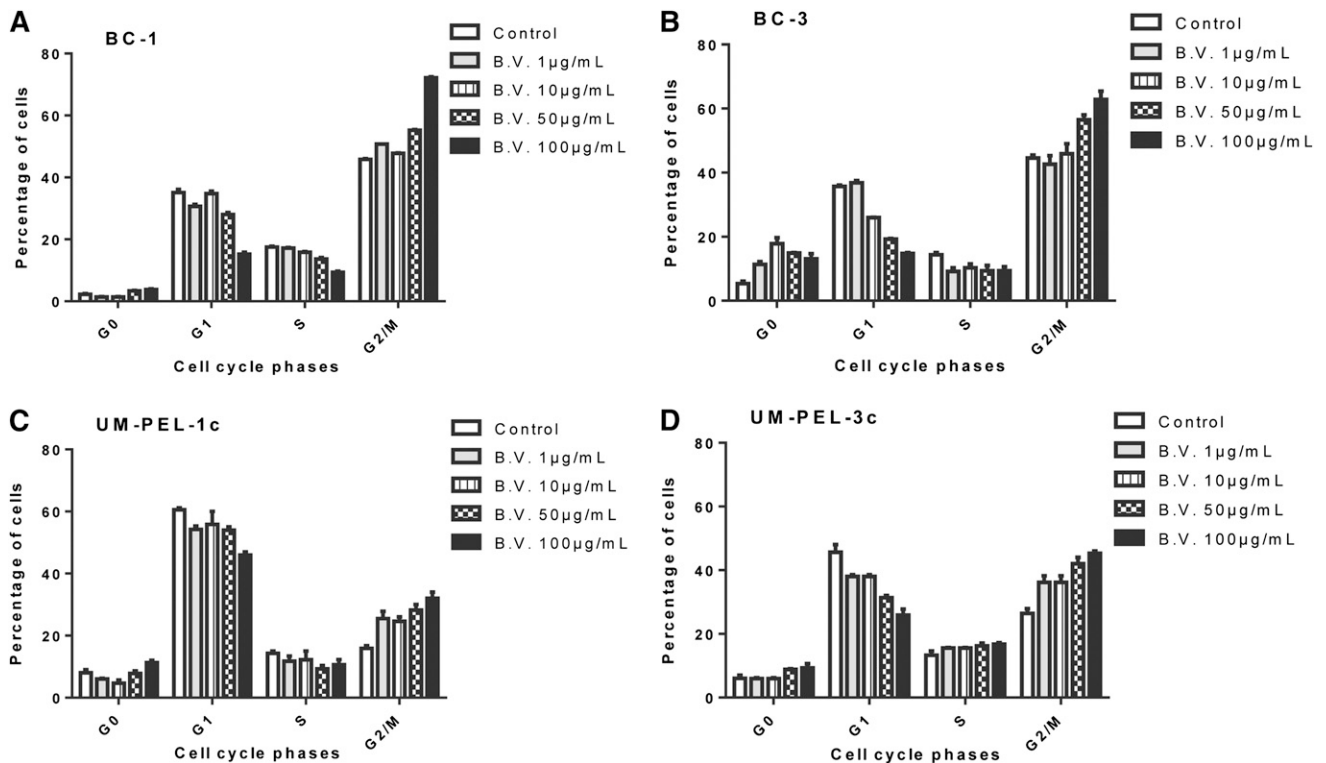 A
BC-1
Control
B.V. 1µg/mL
B.V. 10µg/mL
B.V. 50µg/mL
B.V. 100µg/mL
Percentage of cells
80
60
40
20
0
G0
G1
S
G2/M
Cell cycle phases
B
BC-3
Control
B.V. 1µg/mL
B.V. 10µg/mL
B.V. 50µg/mL
B.V. 100µg/mL
Percentage of cells
80
60
40
20
0
G0
G1
S
G2/M
Cell cycle phases
C
UM-PEL-1c
Control
B.V. 1µg/mL
B.V. 10µg/mL
B.V. 50µg/mL
B.V. 100µg/mL
Percentage of cells
80
60
40
20
0
G0
G1
S
G2/M
Cell cycle phases
D
UM-PEL-3c
Control
B.V. 1µg/mL
B.V. 10µg/mL
B.V. 50µg/mL
B.V. 100µg/mL
Percentage of cells
80
60
40
20
0
G0
G1
S
G2/M
Cell cycle phases